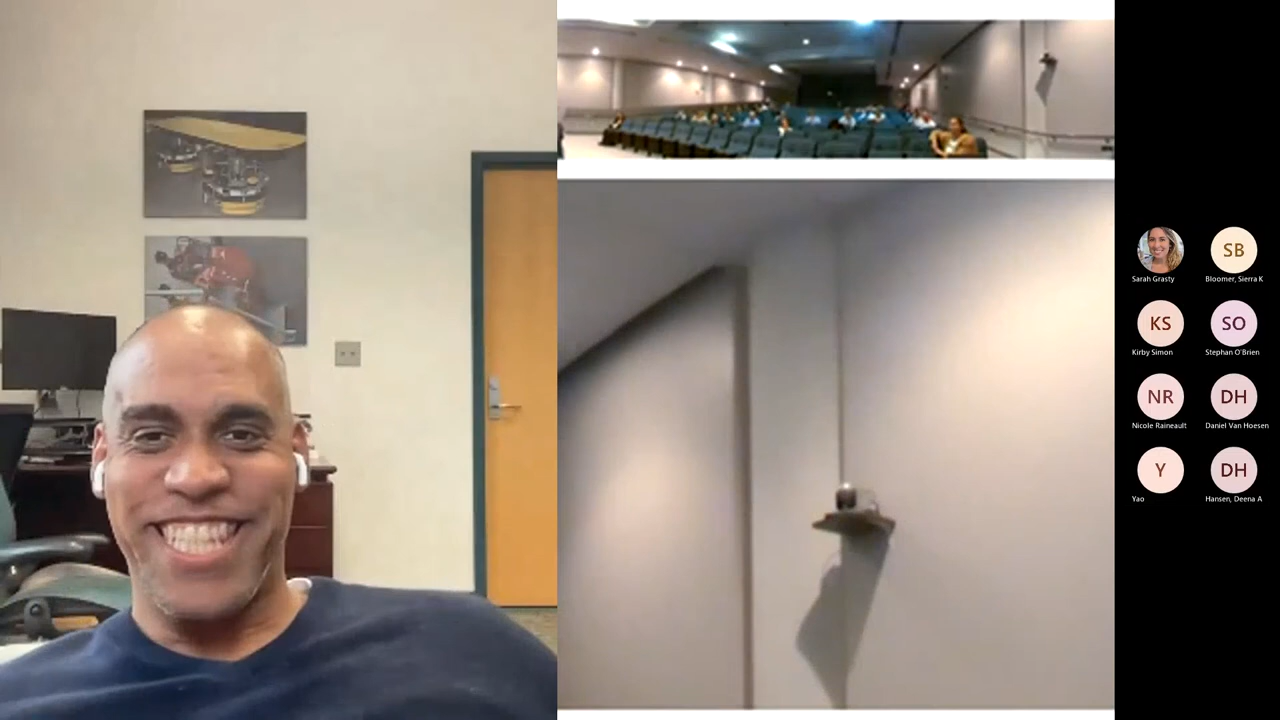 Sarah Grasty
SB
Bloomer, Sierra K
KS
Kirby Simon
SO
Stephan O'Brien
NR
Nicole Raineault
DH
Daniel Van Hoesen
Y
Yao
DH
Hansen, Deena A